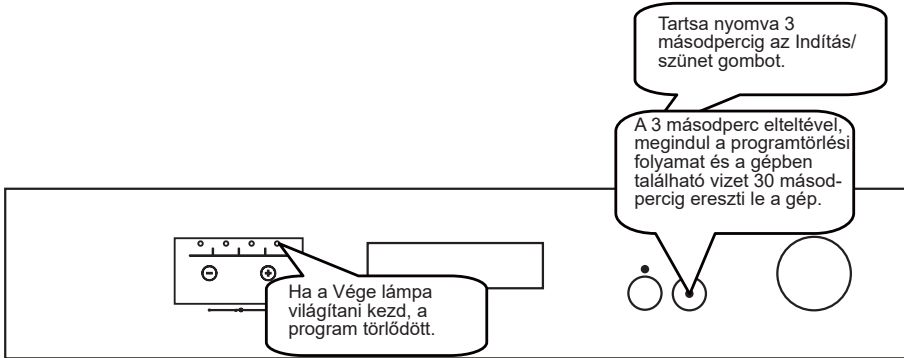 Tartsa nyomva 3
másodpercig az Indítás/
szünet gombot.
A 3 másodperc elteltével,
megindul a programtörlési
folyamat és a gépben
található vizet 30 másod-
percig ereszti le a gép.
Ha a Vége lámpa
világítani kezd, a
program törlődött.